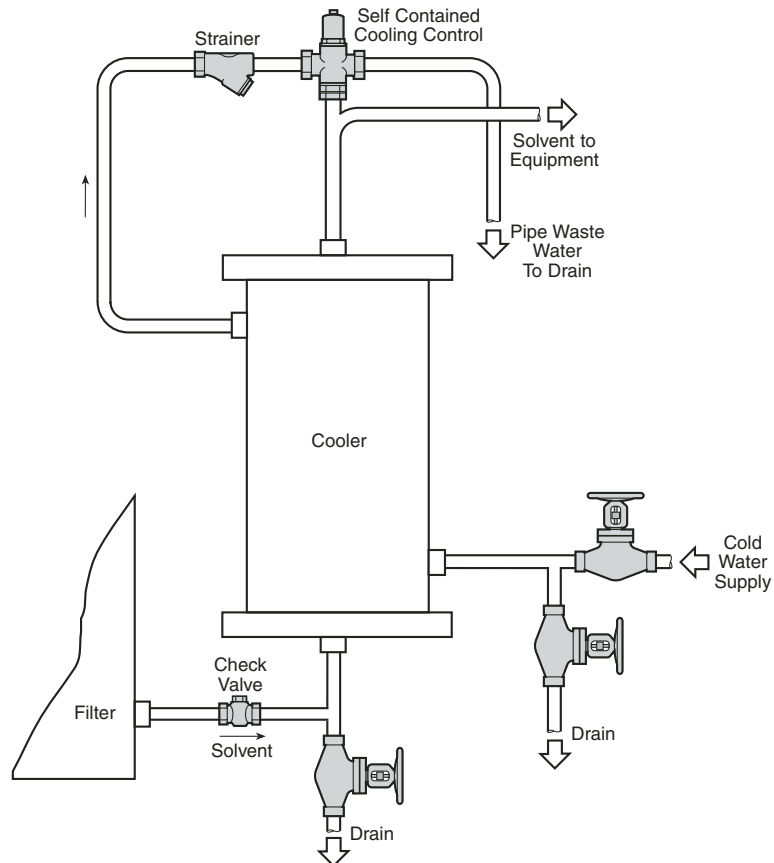 Self Contained
Cooling Control
Strainer
Solvent to
Equipment
Pipe Waste
Water
To Drain
Cooler
Cold
Water
Supply
Check
Valve
Filter
Solvent
Drain
Drain